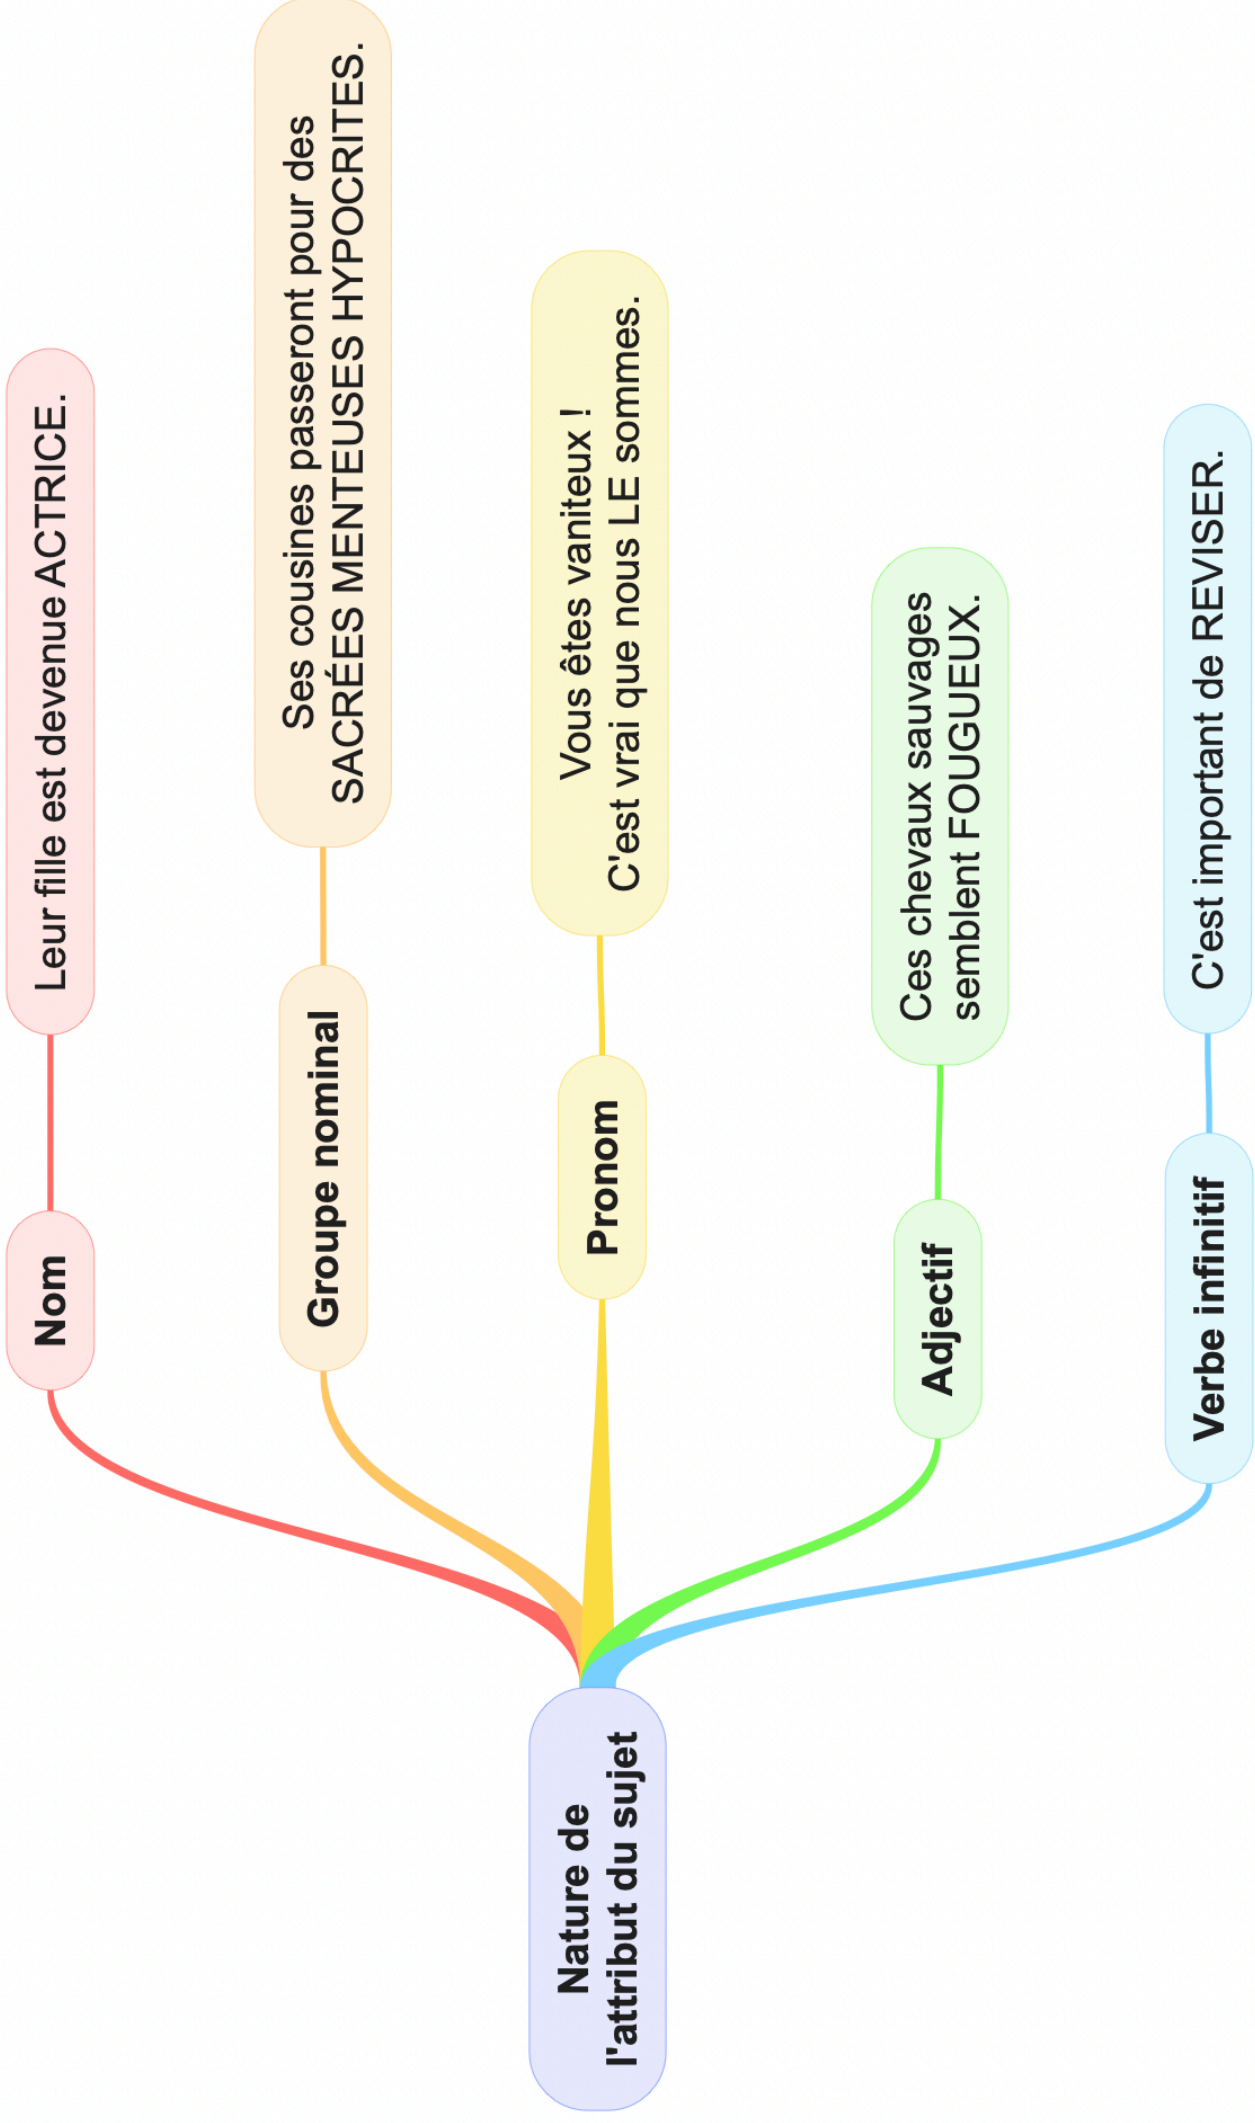 Nature de
l'attribut du sujet
Nom
Leur fille est devenue ACTRICE.
Groupe nominal
Ses cousines passeront pour des
SACRÉES MENTEUSES HYPOCRITES.
Pronom
Vous êtes vaniteux !
C'est vrai que nous LE sommes.
Adjectif
Ces chevaux sauvages
semblent FOUGUEUX.
Verbe infinitif
C'est important de REVISER.